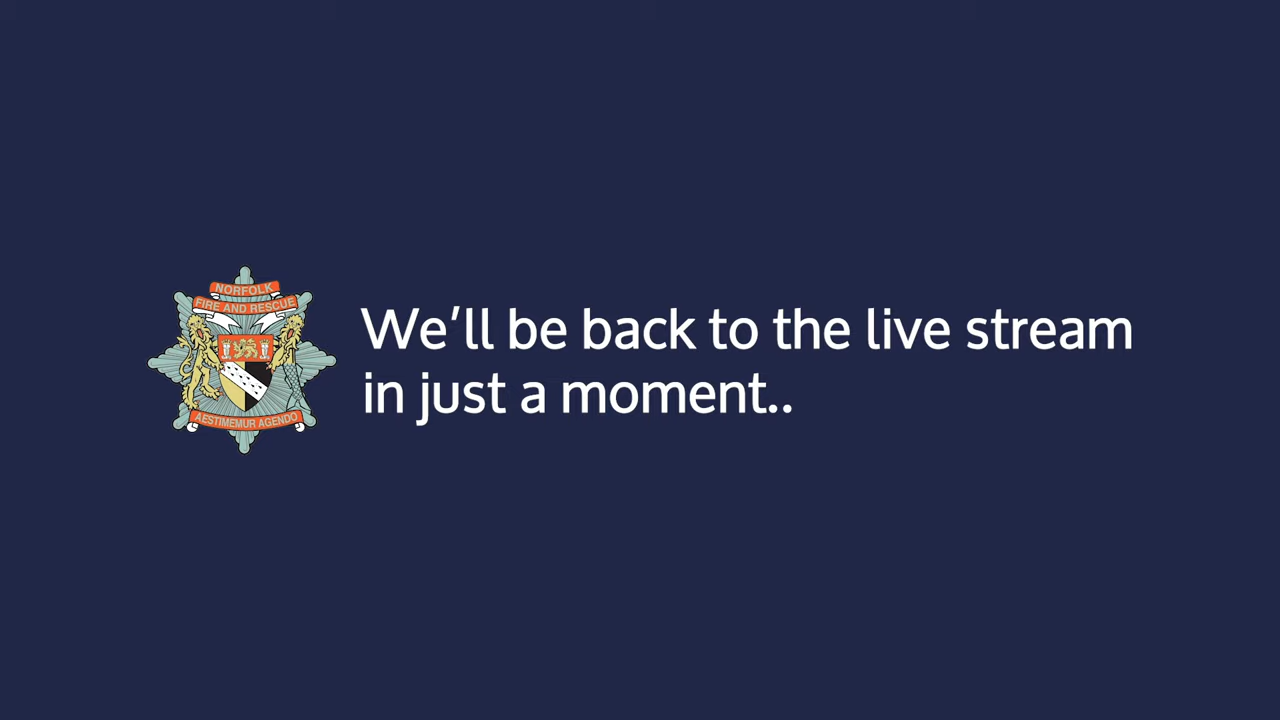 NORFOLK
FIRE AND RESCUE
AESTIMEMUR AGENDO
We’ll be back to the live stream
in just a moment..